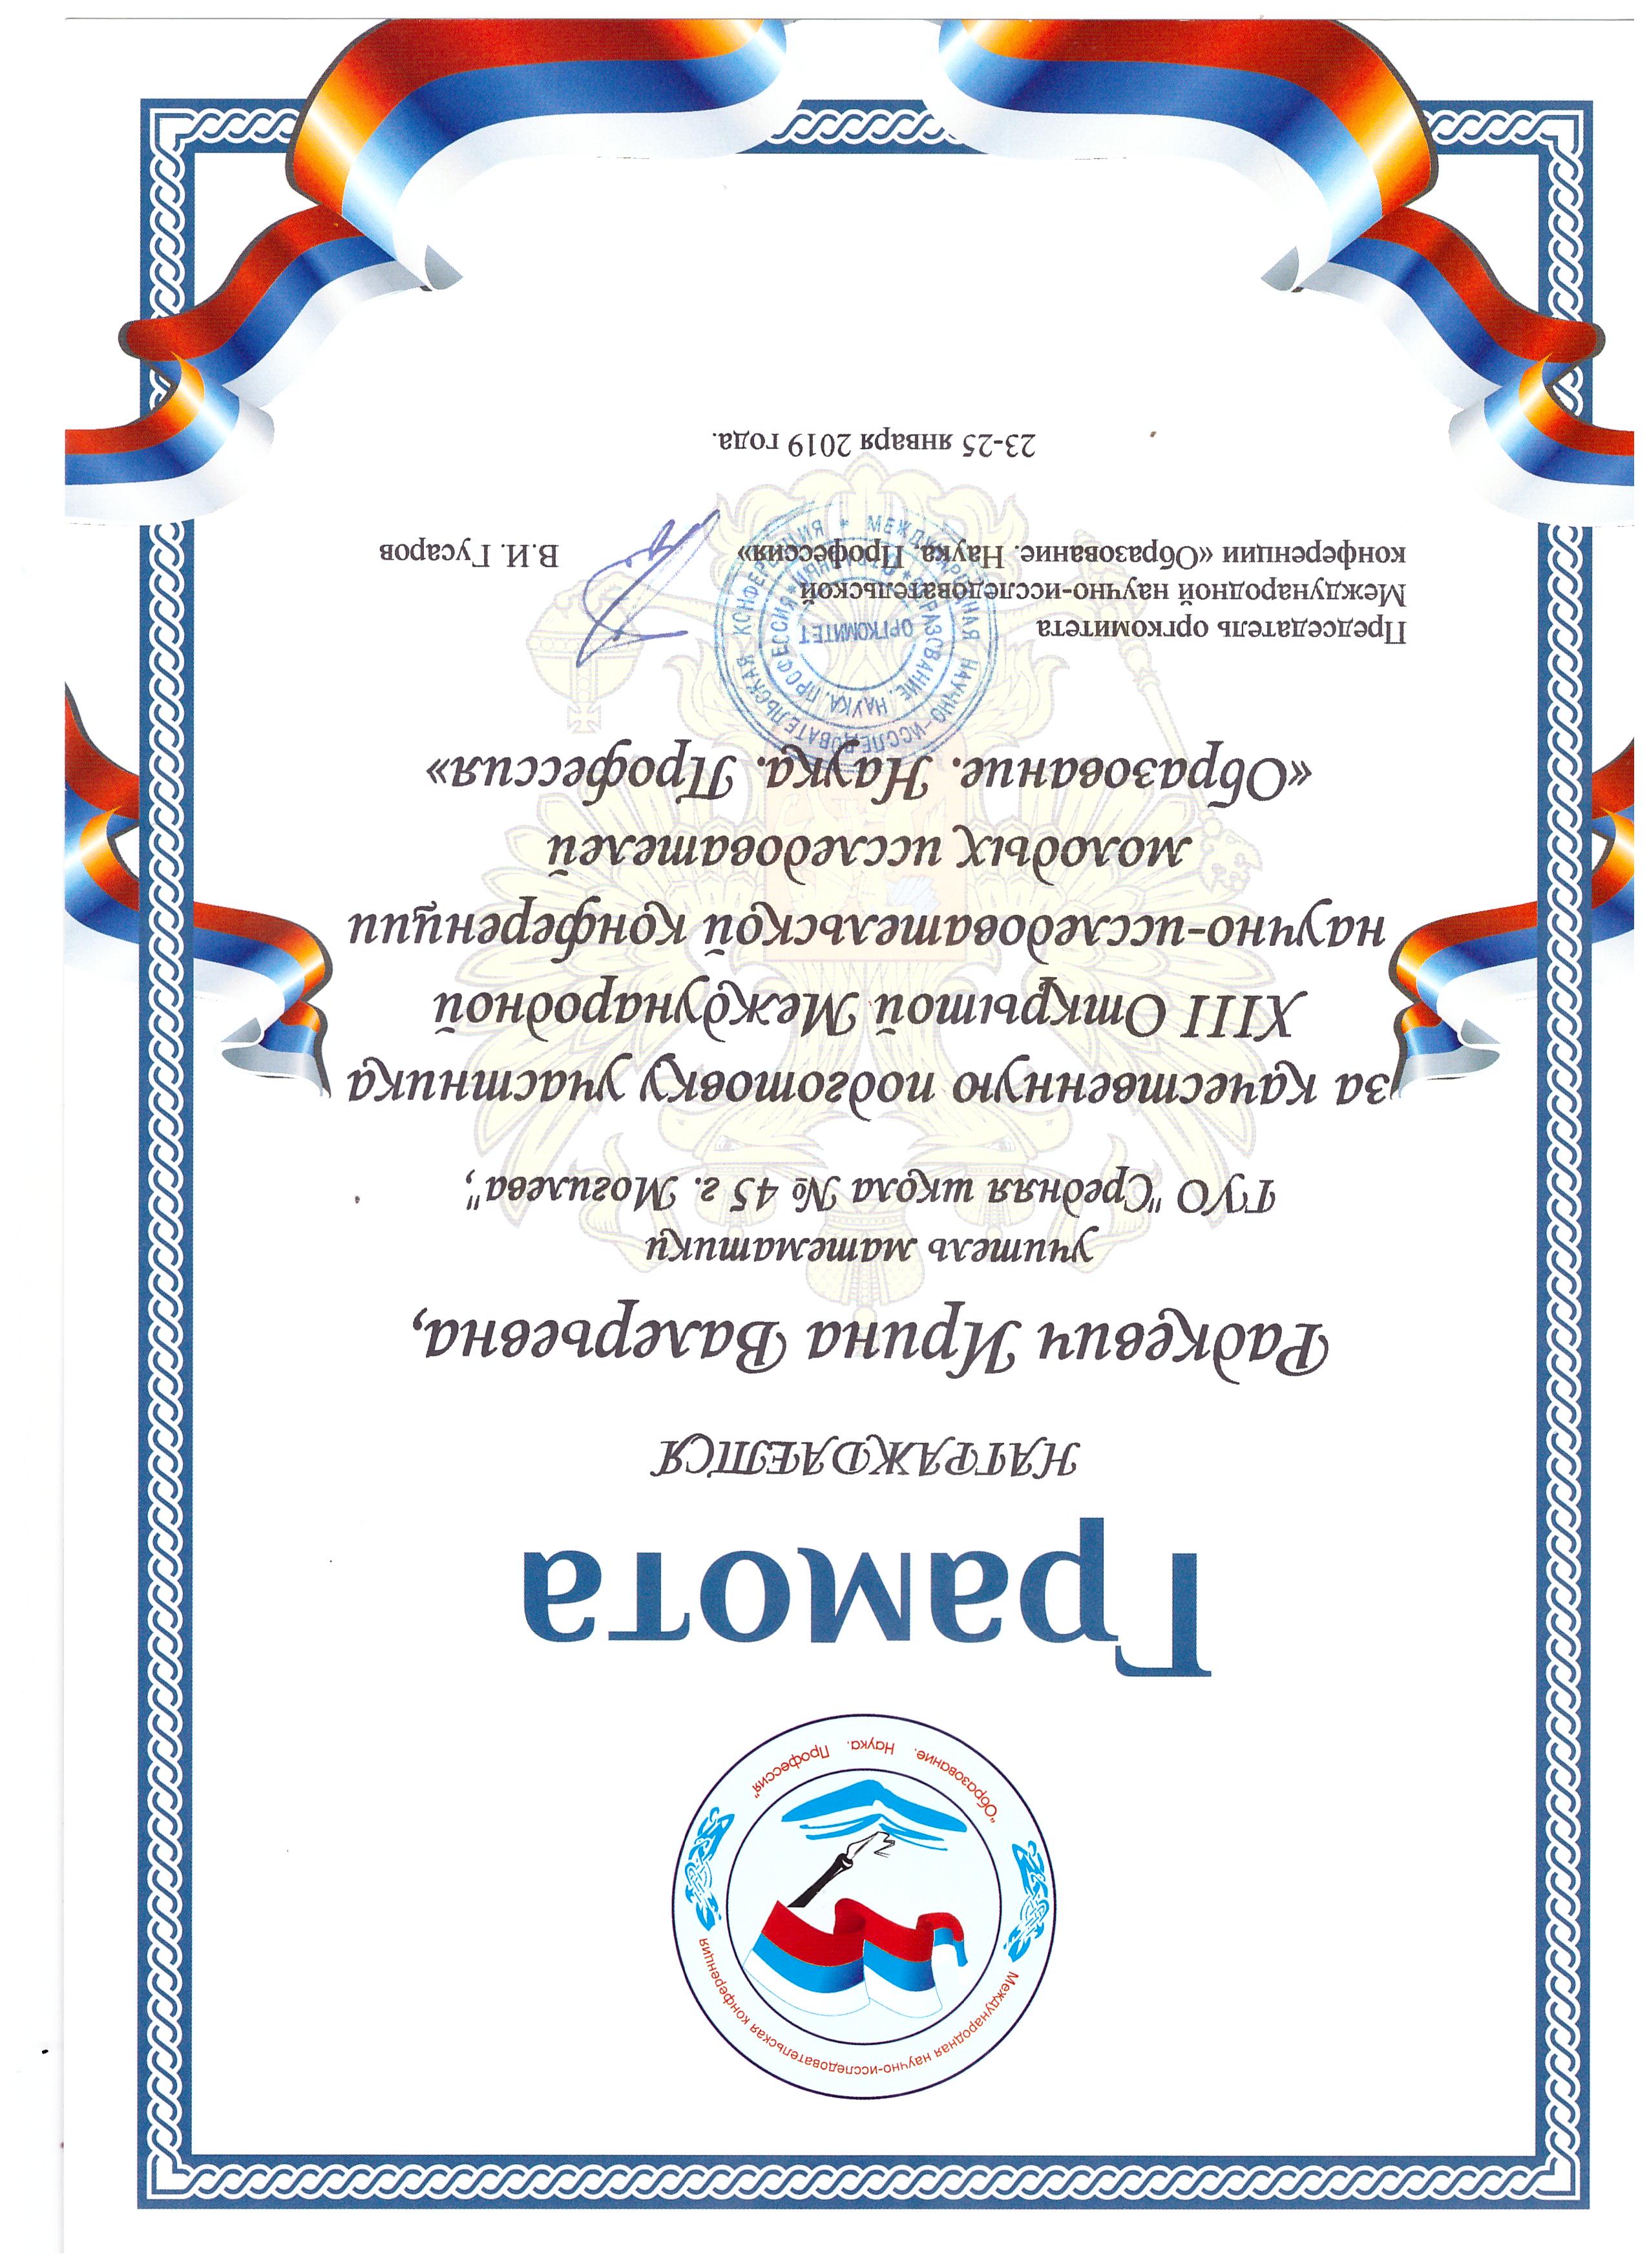 Международная научно-исследовательская конференция
"Образование. Наука. Профессия"
Грамота
НАГРАЖДАЕТСЯ
Радкевич Ирина Валерьевна,
учитель математики
ГУО "Средняя школа № 45 г. Могилева",
за качественную подготовку участника
XIII Открытой Международной
научно-исследовательской конференции
молодых исследователей
«Образование. Наука. Профессия»
МЕЖДУНАРОДНАЯ НАУЧНО-ИССЛЕДОВАТЕЛЬСКАЯ КОНФЕРЕНЦИЯ
ОБРАЗОВАНИЕ. НАУКА. ПРОФЕССИЯ
ОРГКОМИТЕТ
Председатель оргкомитета
Международной научно-исследовательской
конференции «Образование. Наука. Профессия»
В.И. Гусаров
23-25 января 2019 года.